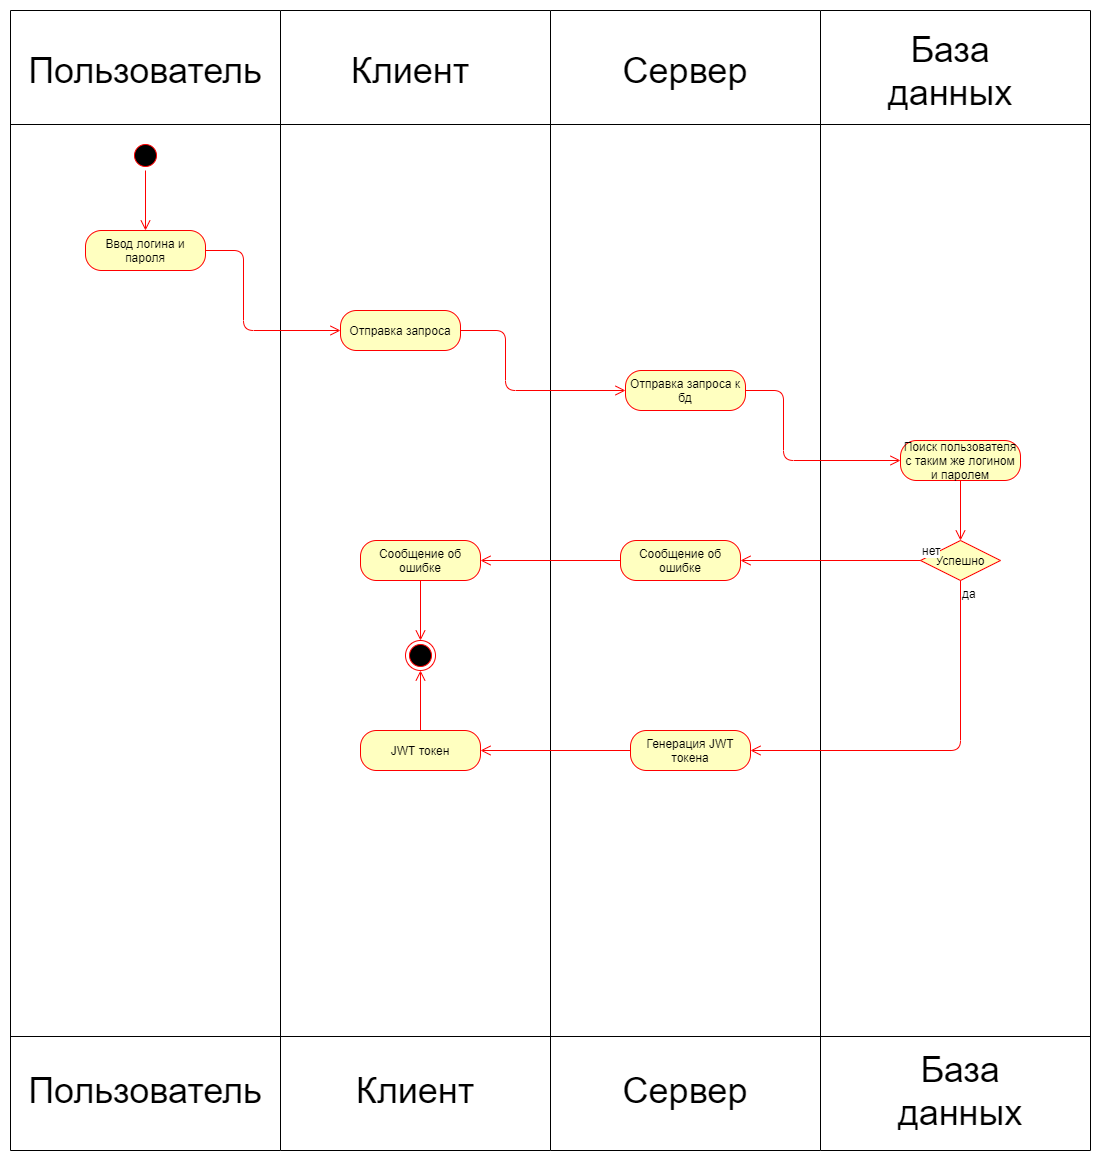 Пользователь
Клиент
Сервер
База
данных
Ввод логина и
пароля
Отправка запроса
Отправка запроса к
бд
Поиск пользователя
с таким же логином
и паролем
Сообщение об
ошибке
Сообщение об
ошибке
нет
Успешно
да
JWT токен
Генерация JWT
токена
Пользователь
Клиент
Сервер
База
данных